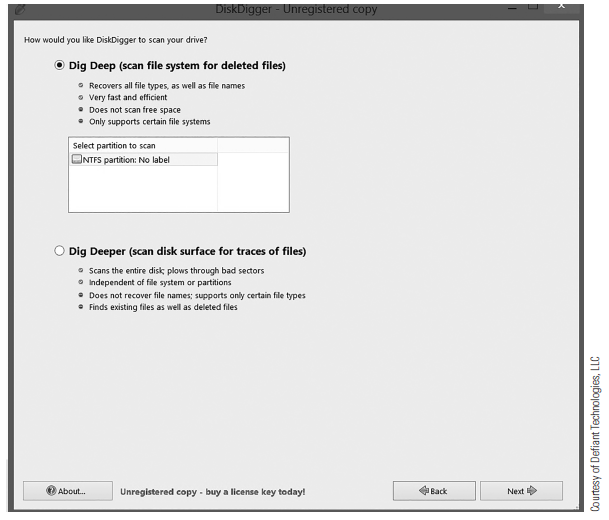 DiskDigger - Unregistered copy
How would you like DiskDigger to scan your drive?
Dig Deep (scan file system for deleted files)
Recovers all file types, as well as file names
Very fast and efficient
Does not scan free space
Only supports certain file systems
Select partition to scan
NTFS partition: No label
Dig Deeper (scan disk surface for traces of files)
Scans the entire disk; plows through bad sectors
Independent of file system or partitions
Does not recover file names; supports only certain file types
Finds existing files as well as deleted files
About...
Unregistered copy - buy a license key today!
Back
Next
Courtesy of Defiant Technologies, LLC